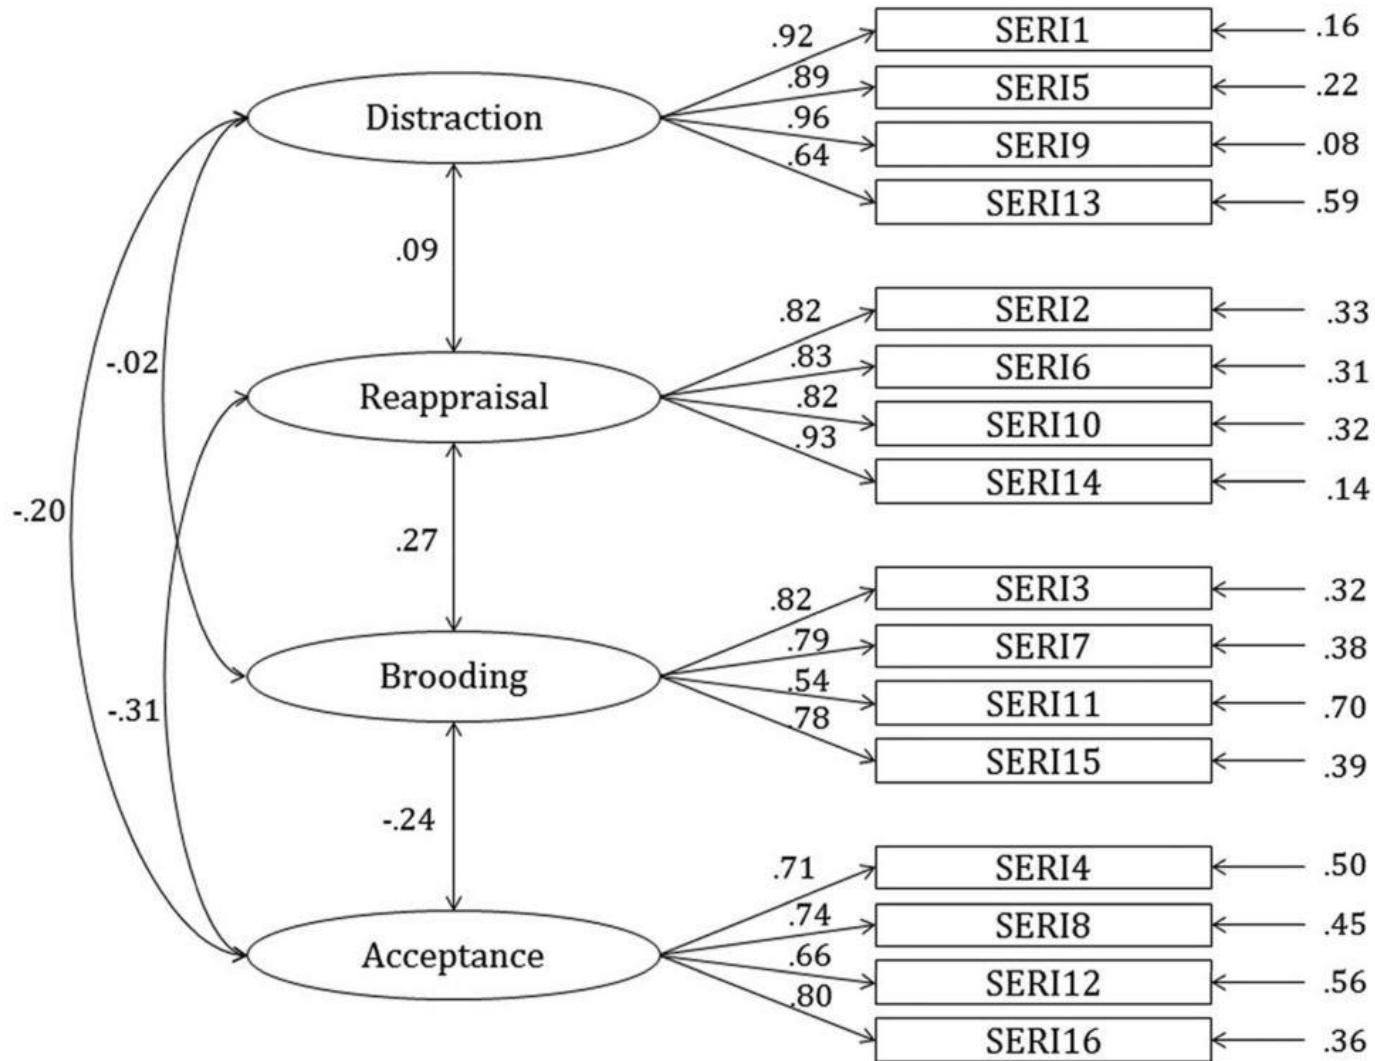 .92
SERI1
.16
.89
SERI5
.22
Distraction
.96
SERI9
.08
.64
SERI13
.59
.09
.82
SERI2
.33
-.02
.83
SERI6
.31
Reappraisal
.82
SERI10
.32
.93
SERI14
.14
-.20
.27
.82
SERI3
.32
.79
SERI7
.38
Brooding
.54
SERI11
.70
-.31
.78
SERI15
.39
-.24
.71
SERI4
.50
.74
SERI8
.45
Acceptance
.66
SERI12
.56
.80
SERI16
.36